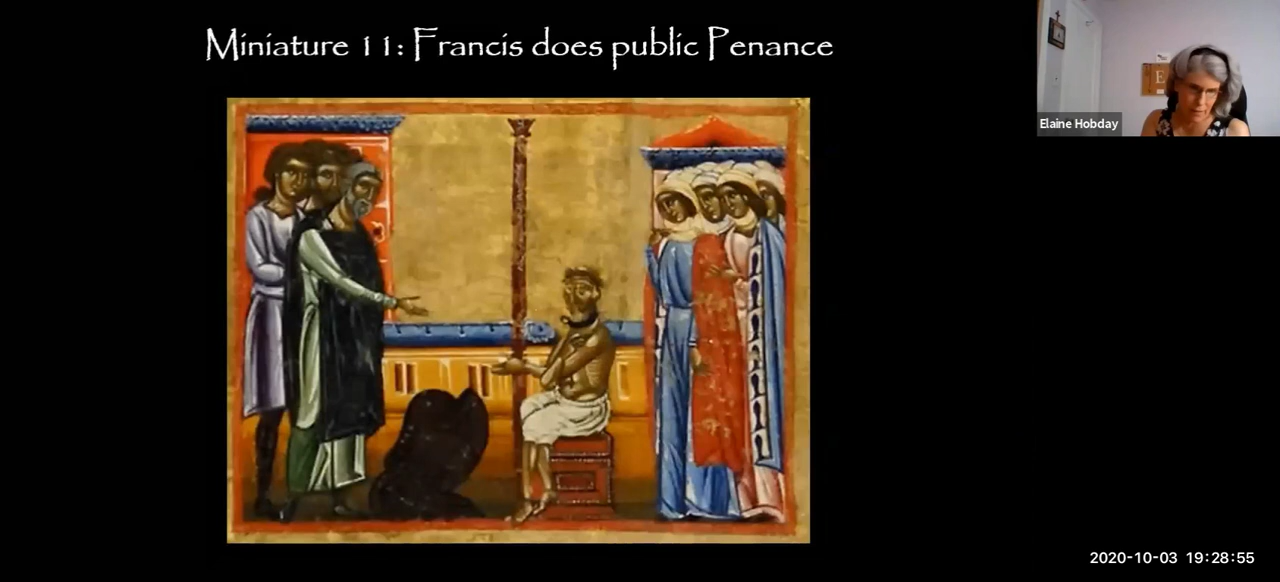 Miniature 11: Francis does public Penance
E
Elaine Hobday
2020-10-03 19:28:55